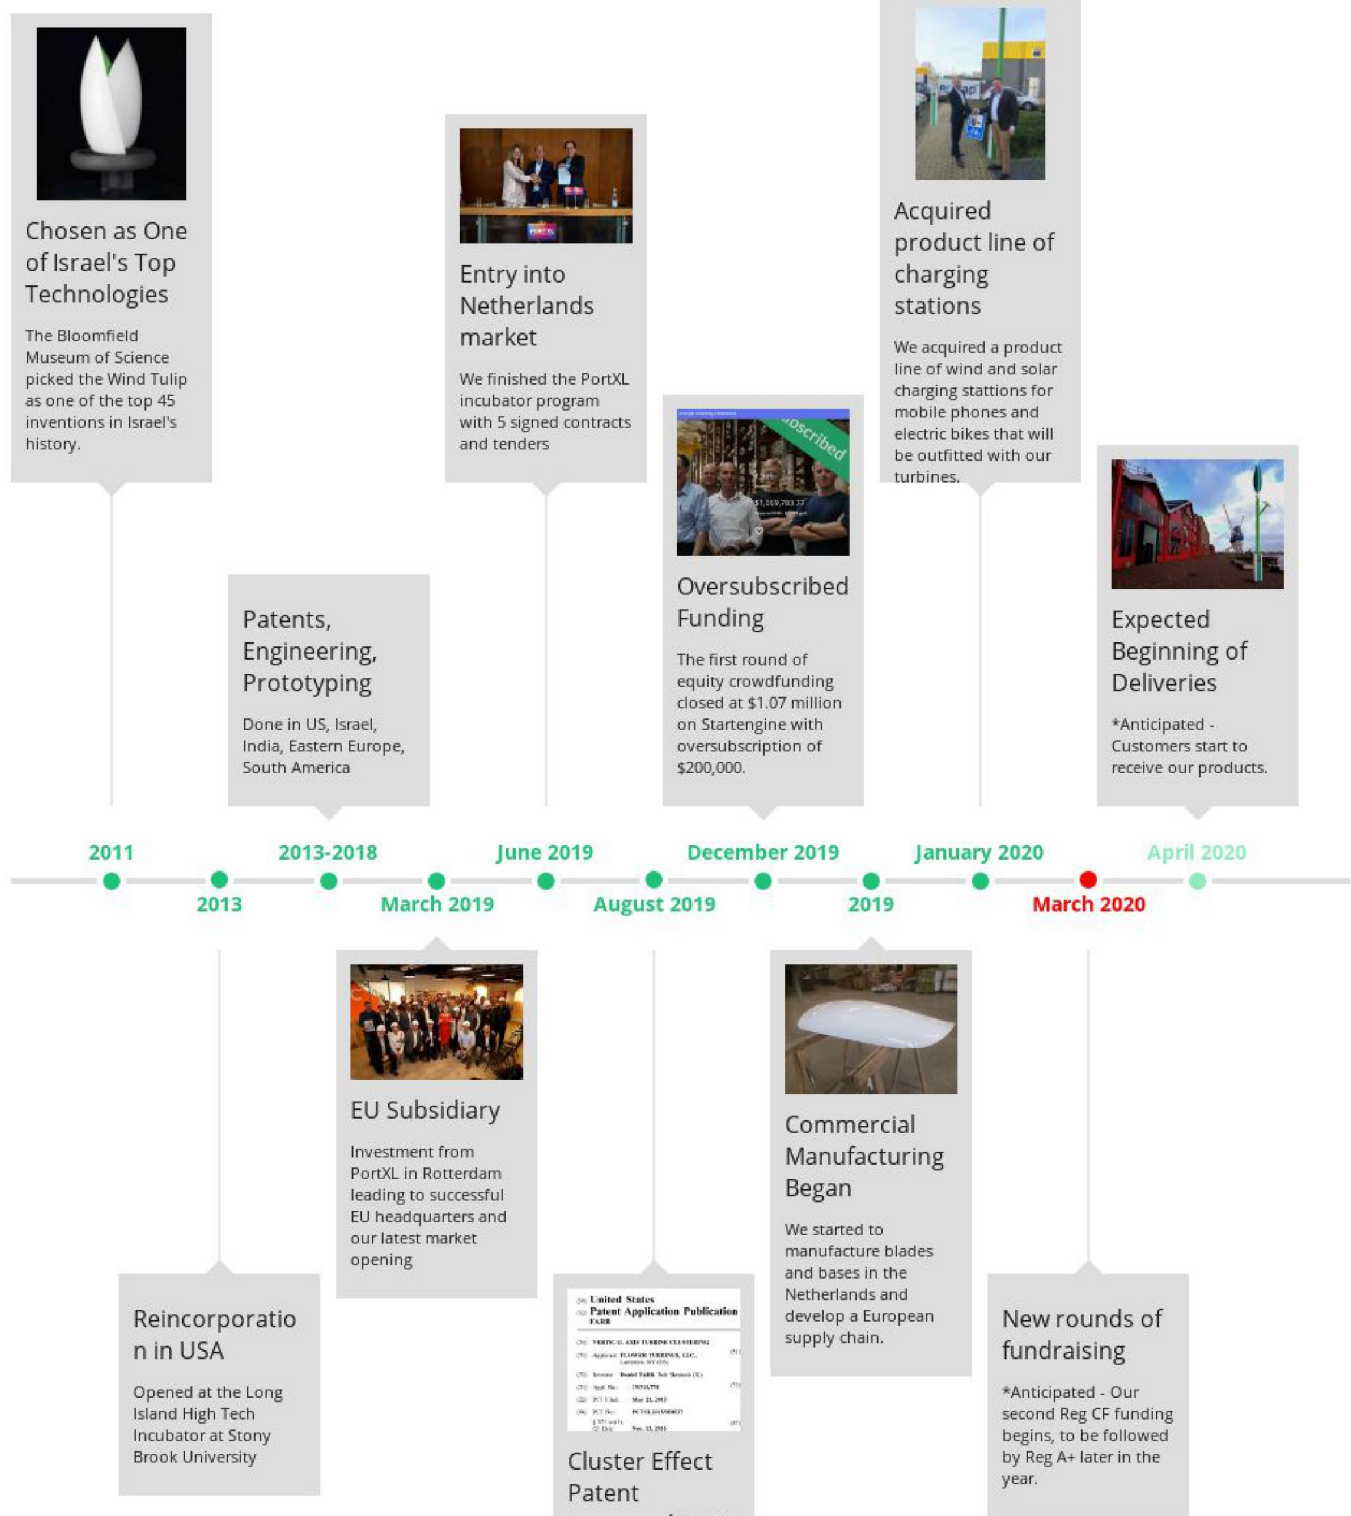 Chosen as One
of Israel's Top
Technologies
The Bloomfield
Museum of Science
picked the Wind Tulip
as one of the top 45
inventions in Israel's
history.
Patents,
Engineering,
Prototyping
Done in US, Israel,
India, Eastern Europe,
South America
PORTXL
Entry into
Netherlands
market
We finished the PortXL
incubator program
with 5 signed contracts
and tenders
Oversubscribed
Funding
The first round of
equity crowdfunding
closed at $1.07 million
on Startengine with
oversubscription of
$200,000.
Acquired
product line of
charging
stations
We acquired a product
line of wind and solar
charging stattions for
mobile phones and
electric bikes that will
be outfitted with our
turbines.
Expected
Beginning of
Deliveries
*Anticipated -
Customers start to
receive our products.
2011
2013-2018
June 2019
December 2019
January 2020
April 2020
2013
March 2019
August 2019
2019
March 2020
Reincorporatio
n in USA
Opened at the Long
Island High Tech
Incubator at Stony
Brook University
EU Subsidiary
Investment from
PortXL in Rotterdam
leading to successful
EU headquarters and
our latest market
opening
United States
Patent Application Publication
FARB
VERTICAL AXIS TURBINE CLUSTERING
Applicant: FLOWER TURBINES, LLC.,
Cluster Effect
Patent
Commercial
Manufacturing
Began
We started to
manufacture blades
and bases in the
Netherlands and
develop a European
supply chain.
New rounds of
fundraising
*Anticipated - Our
second Reg CF funding
begins, to be followed
by Reg A+ later in the
year.